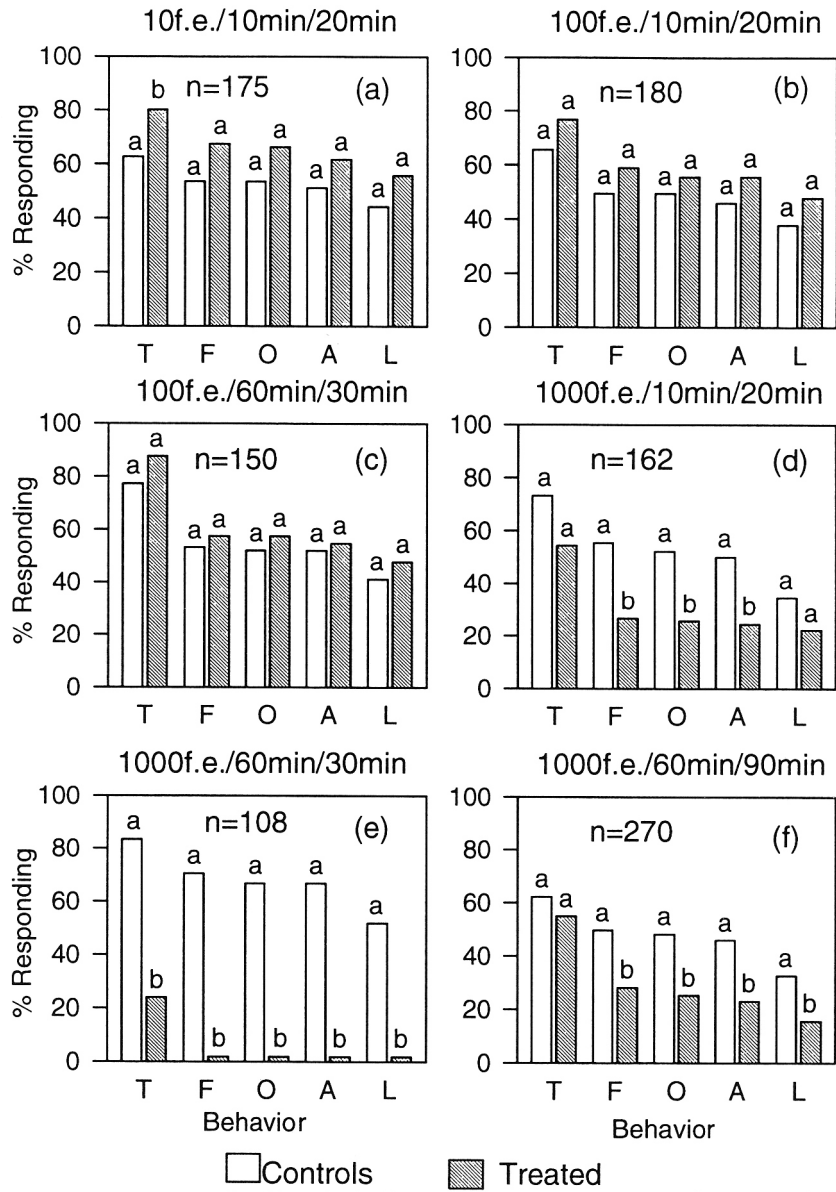 10f.e./10min/20min
100
80
60
40
20
0
% Responding
n=175
(a)
a b a a a a a a a a
T F O A L
100f.e./10min/20min
100
80
60
40
20
0
n=180
(b)
a a a a a a a a a a
T F O A L
100f.e./60min/30min
100
80
60
40
20
0
% Responding
n=150
(c)
a a a a a a a a a a
T F O A L
1000f.e./10min/20min
100
80
60
40
20
0
n=162
(d)
a a a b a b a b a a
T F O A L
1000f.e./60min/30min
100
80
60
40
20
0
% Responding
n=108
(e)
a b a b a b a b a b
T F O A L
Behavior
1000f.e./60min/90min
100
80
60
40
20
0
n=270
(f)
a a a b a b a b a b
T F O A L
Behavior
Controls
Treated